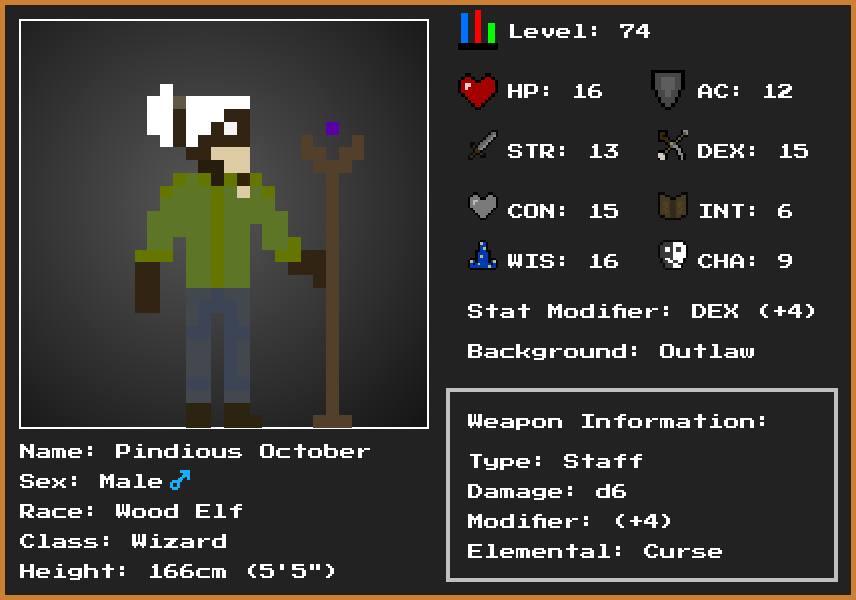 Level: 74
HP: 16 AC: 12
STR: 13 DEX: 15
CON: 15 INT: 6
WIS: 16 CHA: 9
Stat Modifier: DEX (+4)
Background: Outlaw
Weapon Information:
Type: Staff
Damage: d6
Modifier: (+4)
Elemental: Curse
Name: Pindious October
Sex: Male♂
Race: Wood Elf
Class: Wizard
Height: 166cm (5'5")